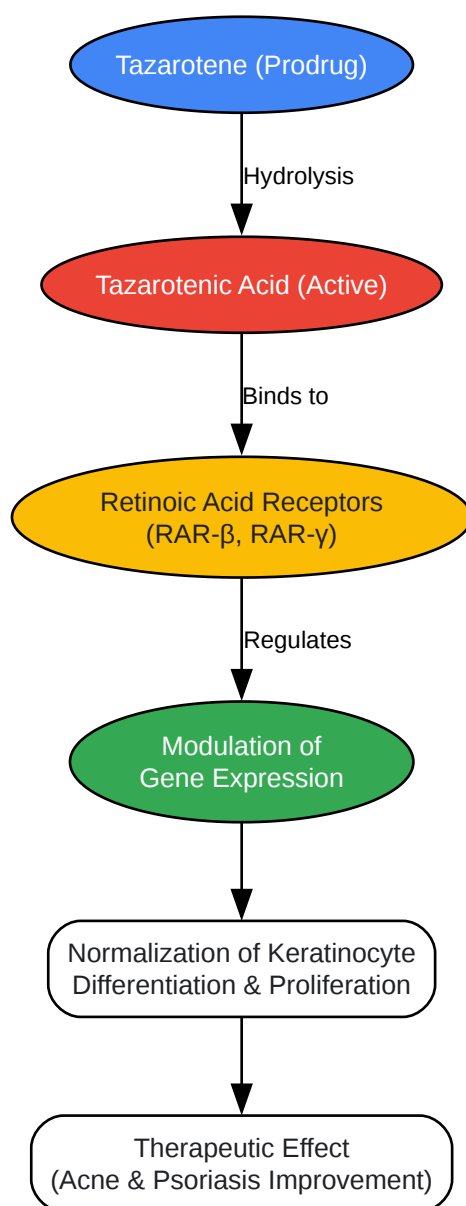 Tazarotene (Prodrug)
Hydrolysis
Tazarotenic Acid (Active)
Binds to
Retinoic Acid Receptors
(RAR-β, RAR-γ)
Regulates
Modulation of
Gene Expression
Normalization of Keratinocyte
Differentiation & Proliferation
Therapeutic Effect
(Acne & Psoriasis Improvement)